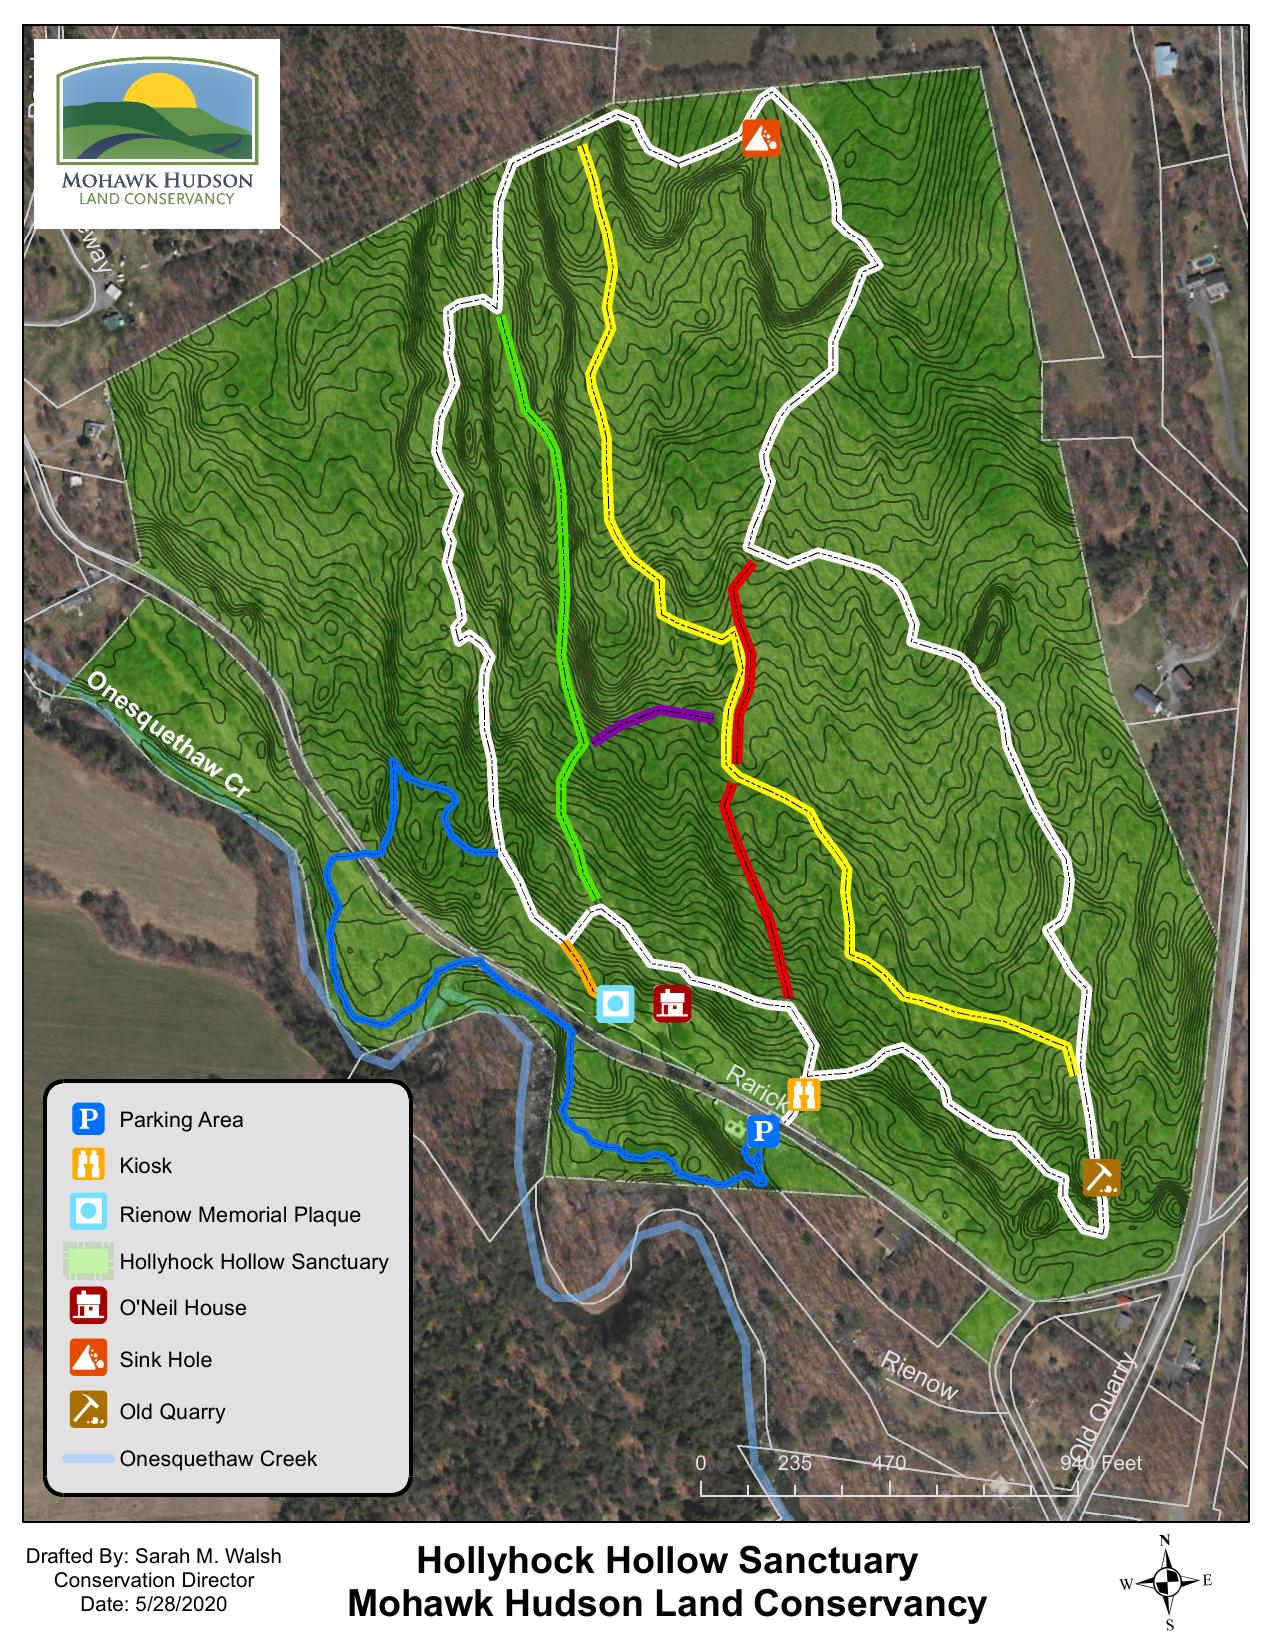 MOHAWK HUDSON
LAND CONSERVANCY
eway
Onesquethaw Cr
Rarick
P
Rienow
Old Quarry
P Parking Area
Kiosk
Rienow Memorial Plaque
Hollyhock Hollow Sanctuary
O'Neil House
Sink Hole
Old Quarry
Onesquethaw Creek
0 235 470 940 Feet
Drafted By: Sarah M. Walsh
Conservation Director
Date: 5/28/2020
Hollyhock Hollow Sanctuary
Mohawk Hudson Land Conservancy
N
W E
S